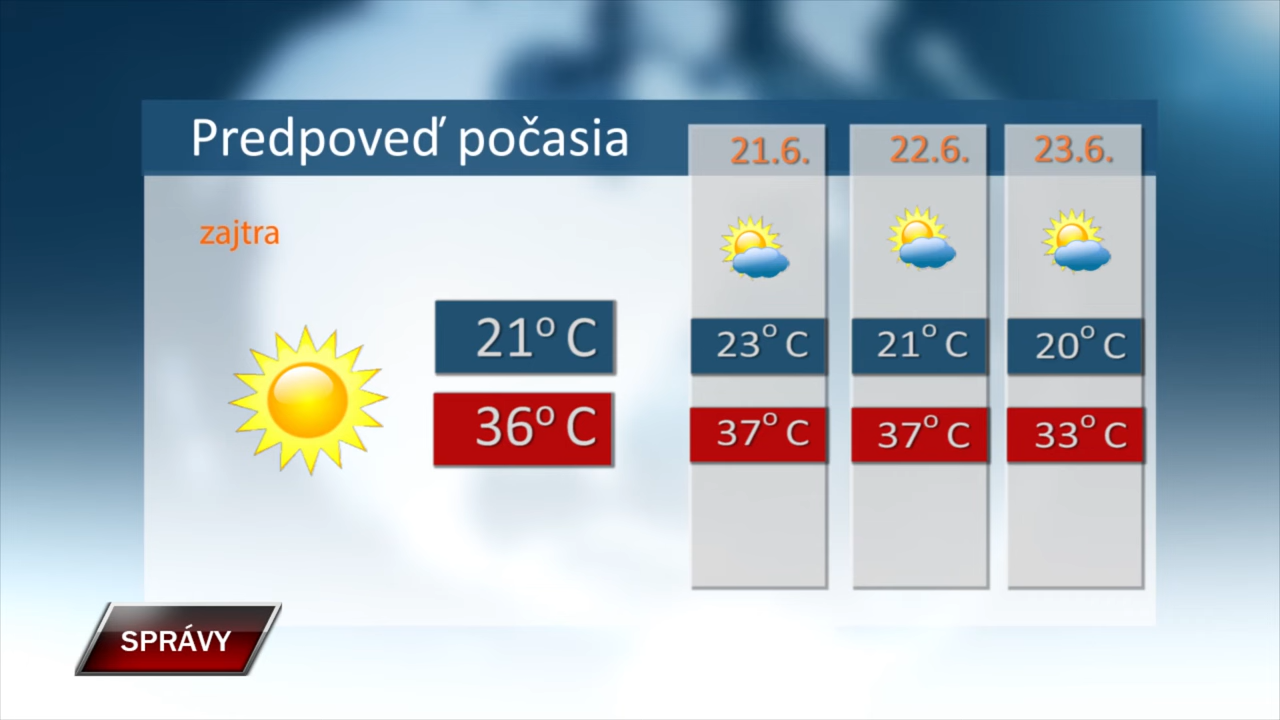 Predpoveď počasia
zajtra
21° C
36° C
21.6.
23° C
37° C
22.6.
21° C
37° C
23.6.
20° C
33° C
SPRÁVY